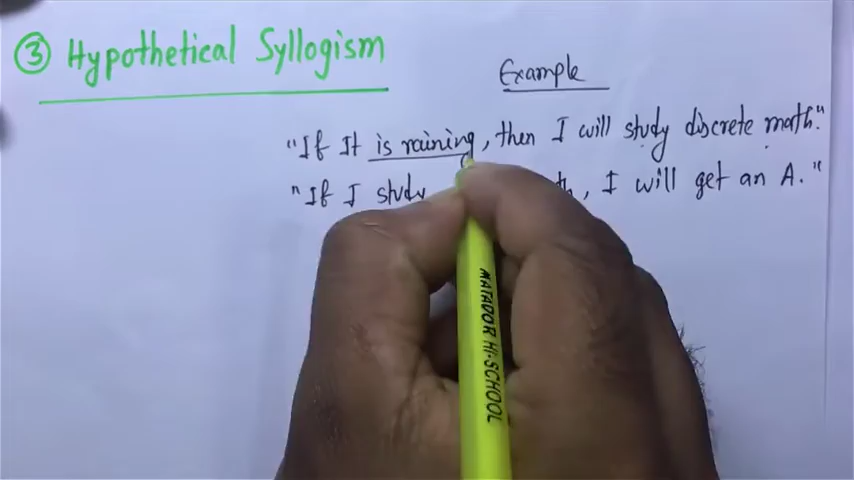 ③ Hypothetical Syllogism
Example
"If It is raining, then I will study discrete math."
"If I study , I will get an A."
MATADOR HI-SCHOOL